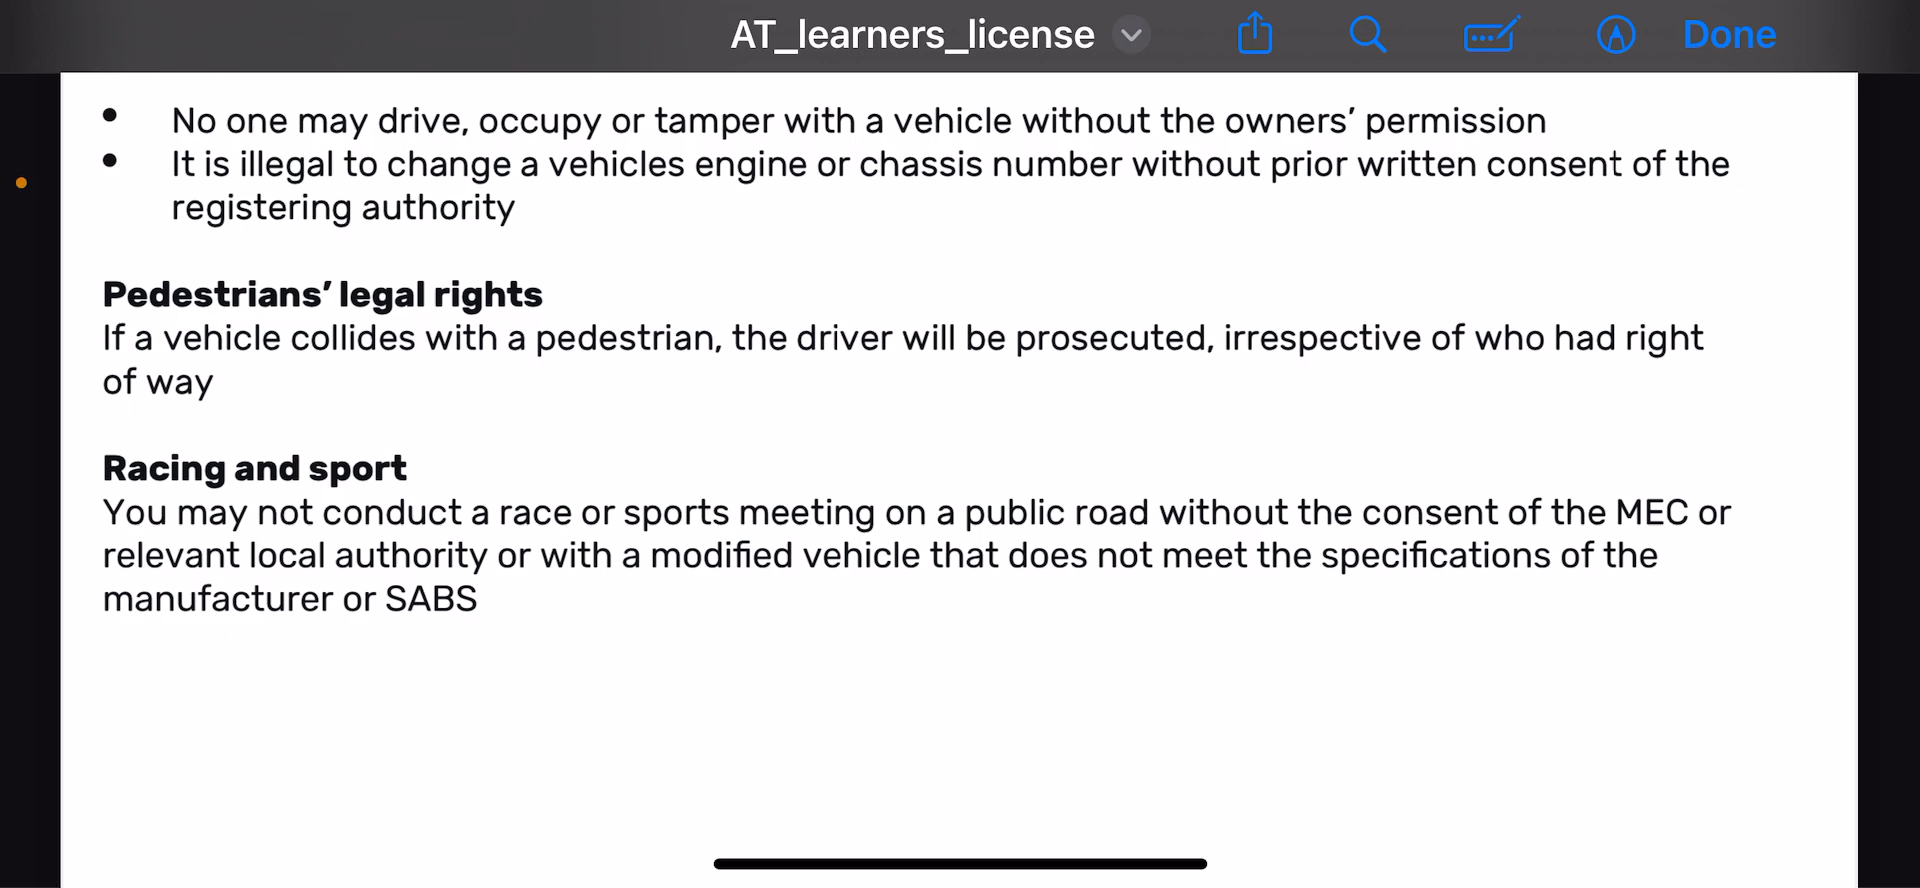 AT_learners_license
Done
• No one may drive, occupy or tamper with a vehicle without the owners’ permission
• It is illegal to change a vehicles engine or chassis number without prior written consent of the
registering authority
Pedestrians’ legal rights
If a vehicle collides with a pedestrian, the driver will be prosecuted, irrespective of who had right
of way
Racing and sport
You may not conduct a race or sports meeting on a public road without the consent of the MEC or
relevant local authority or with a modified vehicle that does not meet the specifications of the
manufacturer or SABS